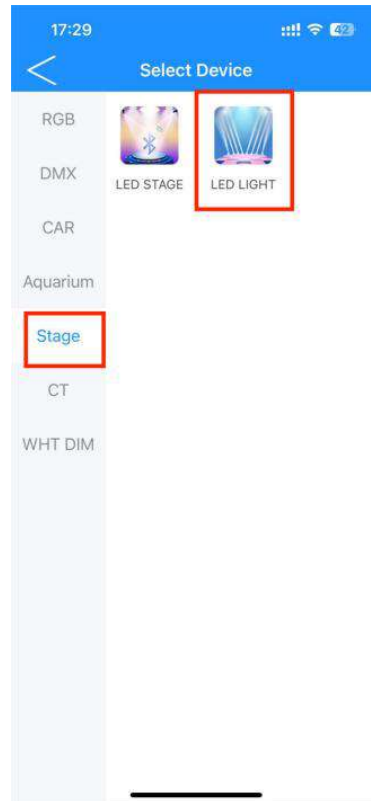 17:29
42
Select Device
RGB
DMX
CAR
Aquarium
Stage
CT
WHT DIM
LED STAGE
LED LIGHT